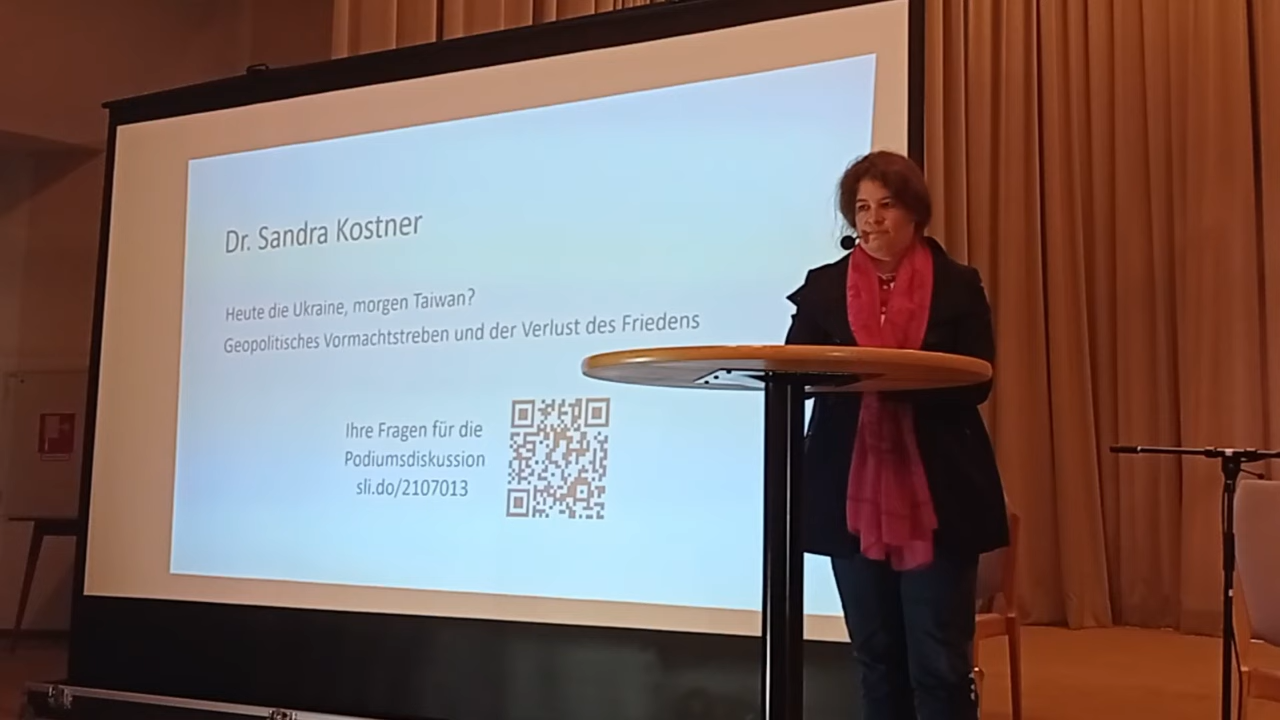 Dr. Sandra Kostner
Heute die Ukraine, morgen Taiwan?
Geopolitisches Vormachtstreben und der Verlust des Friedens
Ihre Fragen für die
Podiumsdiskussion
sli.do/2107013